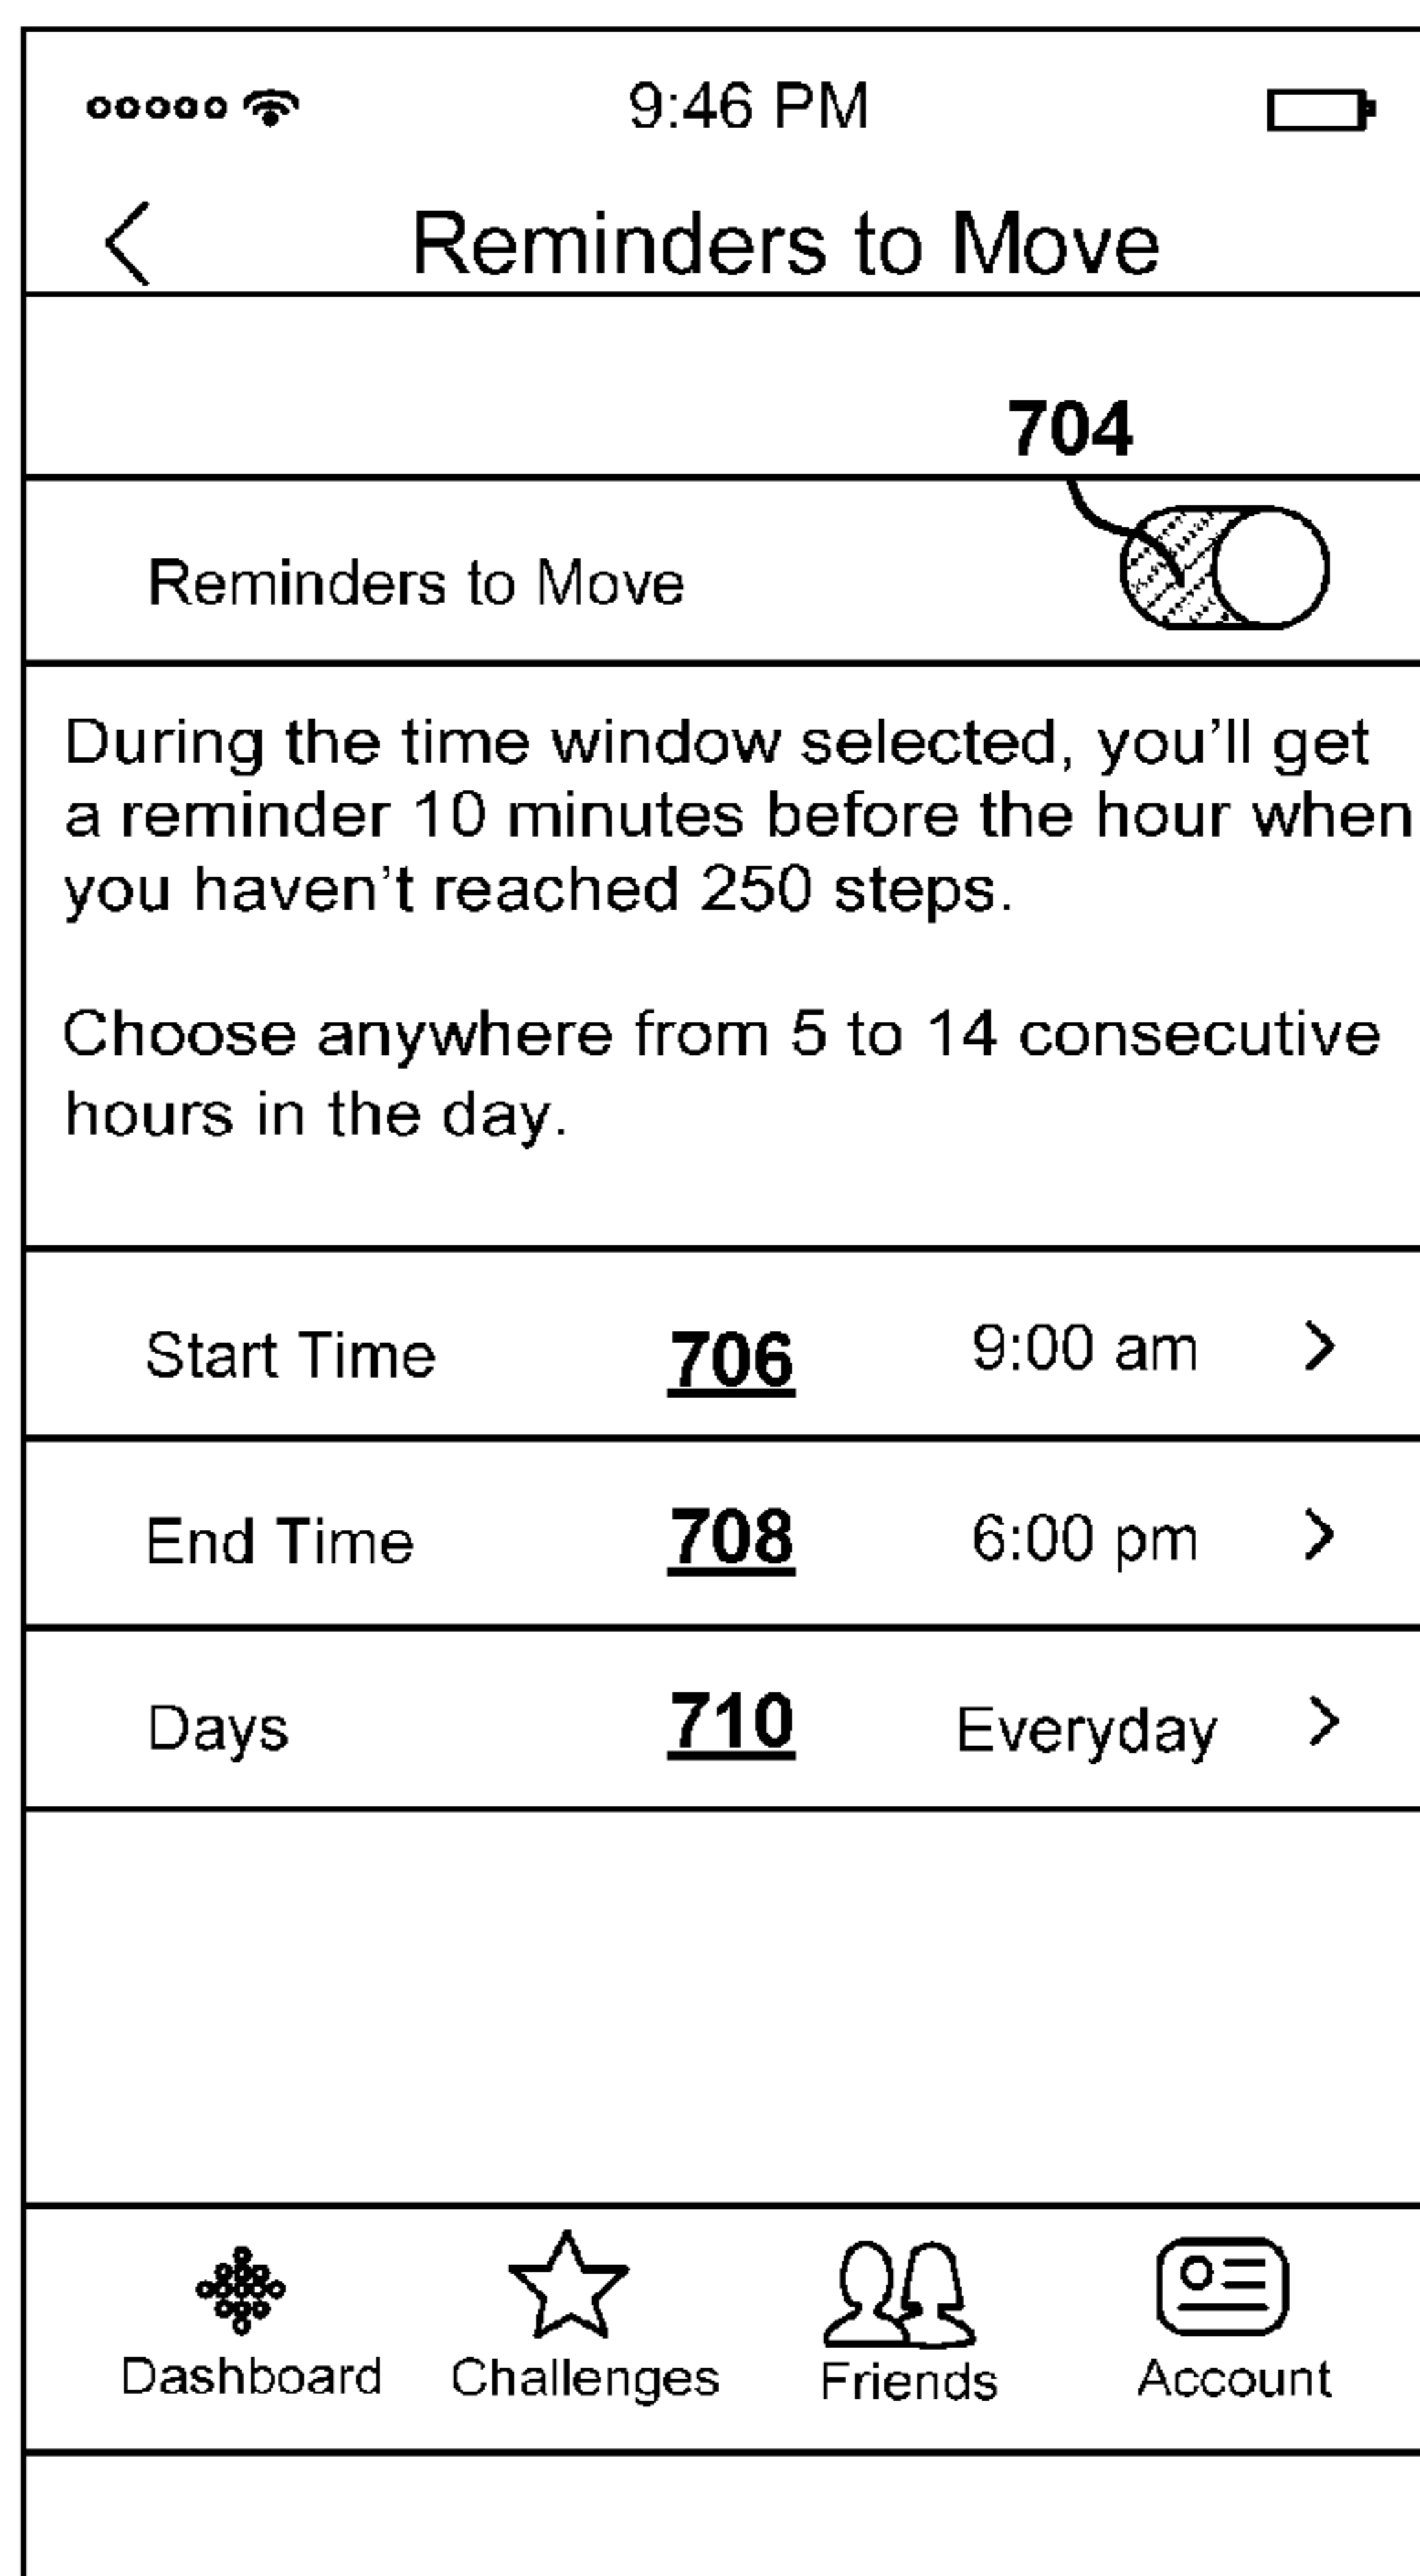 9:46 PM
Reminders to Move
704
Reminders to Move
During the time window selected, you'll get
a reminder 10 minutes before the hour when
you haven't reached 250 steps.
Choose anywhere from 5 to 14 consecutive
hours in the day.
Start Time 706 9:00 am
End Time 708 6:00 pm
Days 710 Everyday
Dashboard Challenges Friends Account